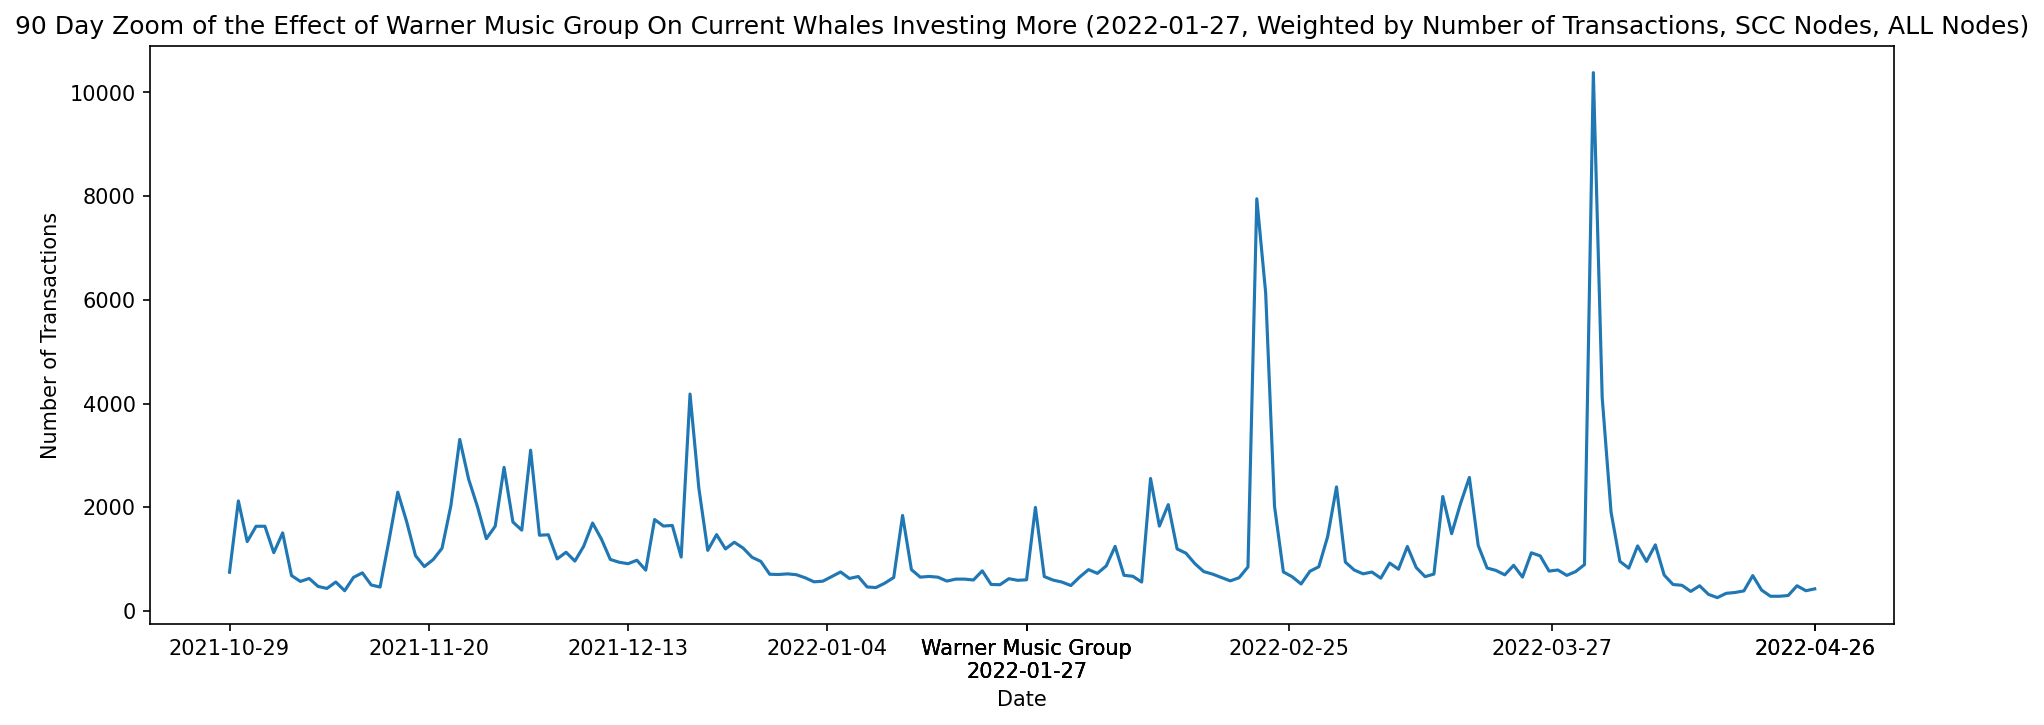 90 Day Zoom of the Effect of Warner Music Group On Current Whales Investing More (2022-01-27, Weighted by Number of Transactions, SCC Nodes, ALL Nodes)
Number of Transactions
10000
8000
6000
4000
2000
0
2021-10-29 2021-11-20 2021-12-13 2022-01-04 Warner Music Group 2022-02-25 2022-03-27 2022-04-26
2022-01-27
Date